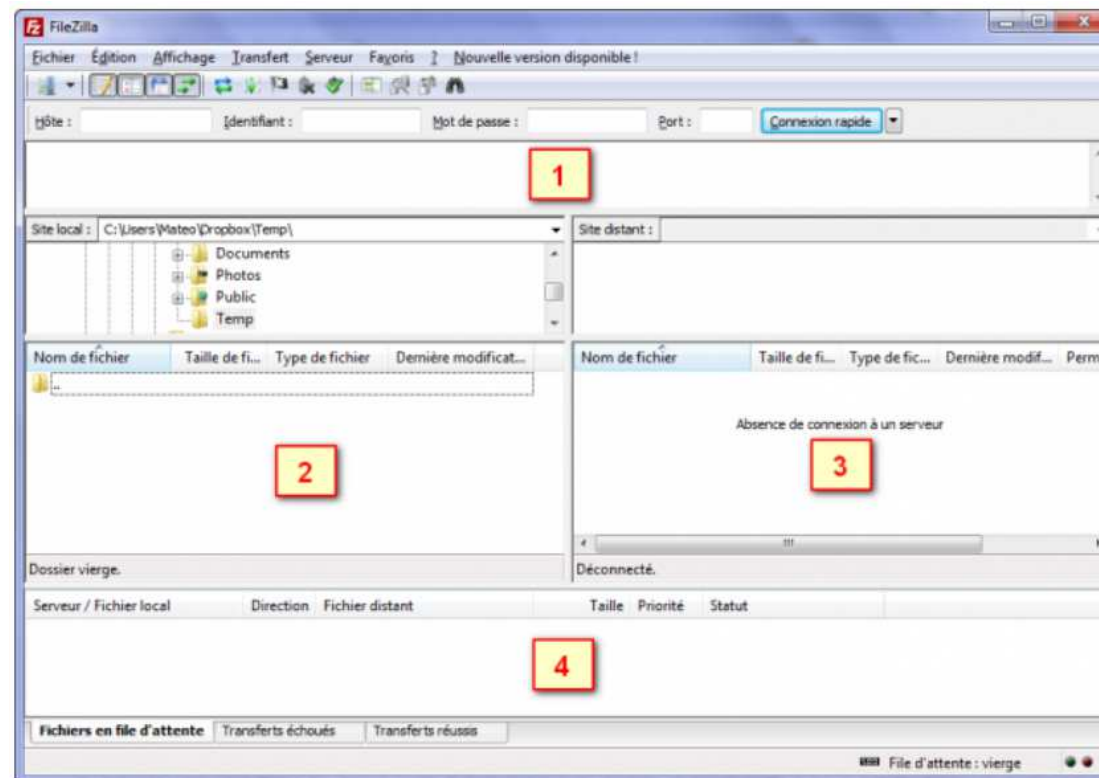 FileZilla
Fichier Édition Affichage Transfert Serveur Favoris ? Nouvelle version disponible !
Hôte : Identifiant : Mot de passe : Port : Connexion rapide
1
Site local : C:\Users\Mateo\Dropbox\Temp\
Documents
Photos
Public
Temp
Site distant :
Nom de fichier Taille de fi... Type de fichier Dernière modificat...
..
2
Dossier vierge.
Nom de fichier Taille de fi... Type de fic... Dernière modif... Perm
Absence de connexion à un serveur
3
Déconnecté.
Serveur / Fichier local Direction Fichier distant Taille Priorité Statut
4
Fichiers en file d'attente Transferts échoués Transferts réussis
File d'attente : vierge